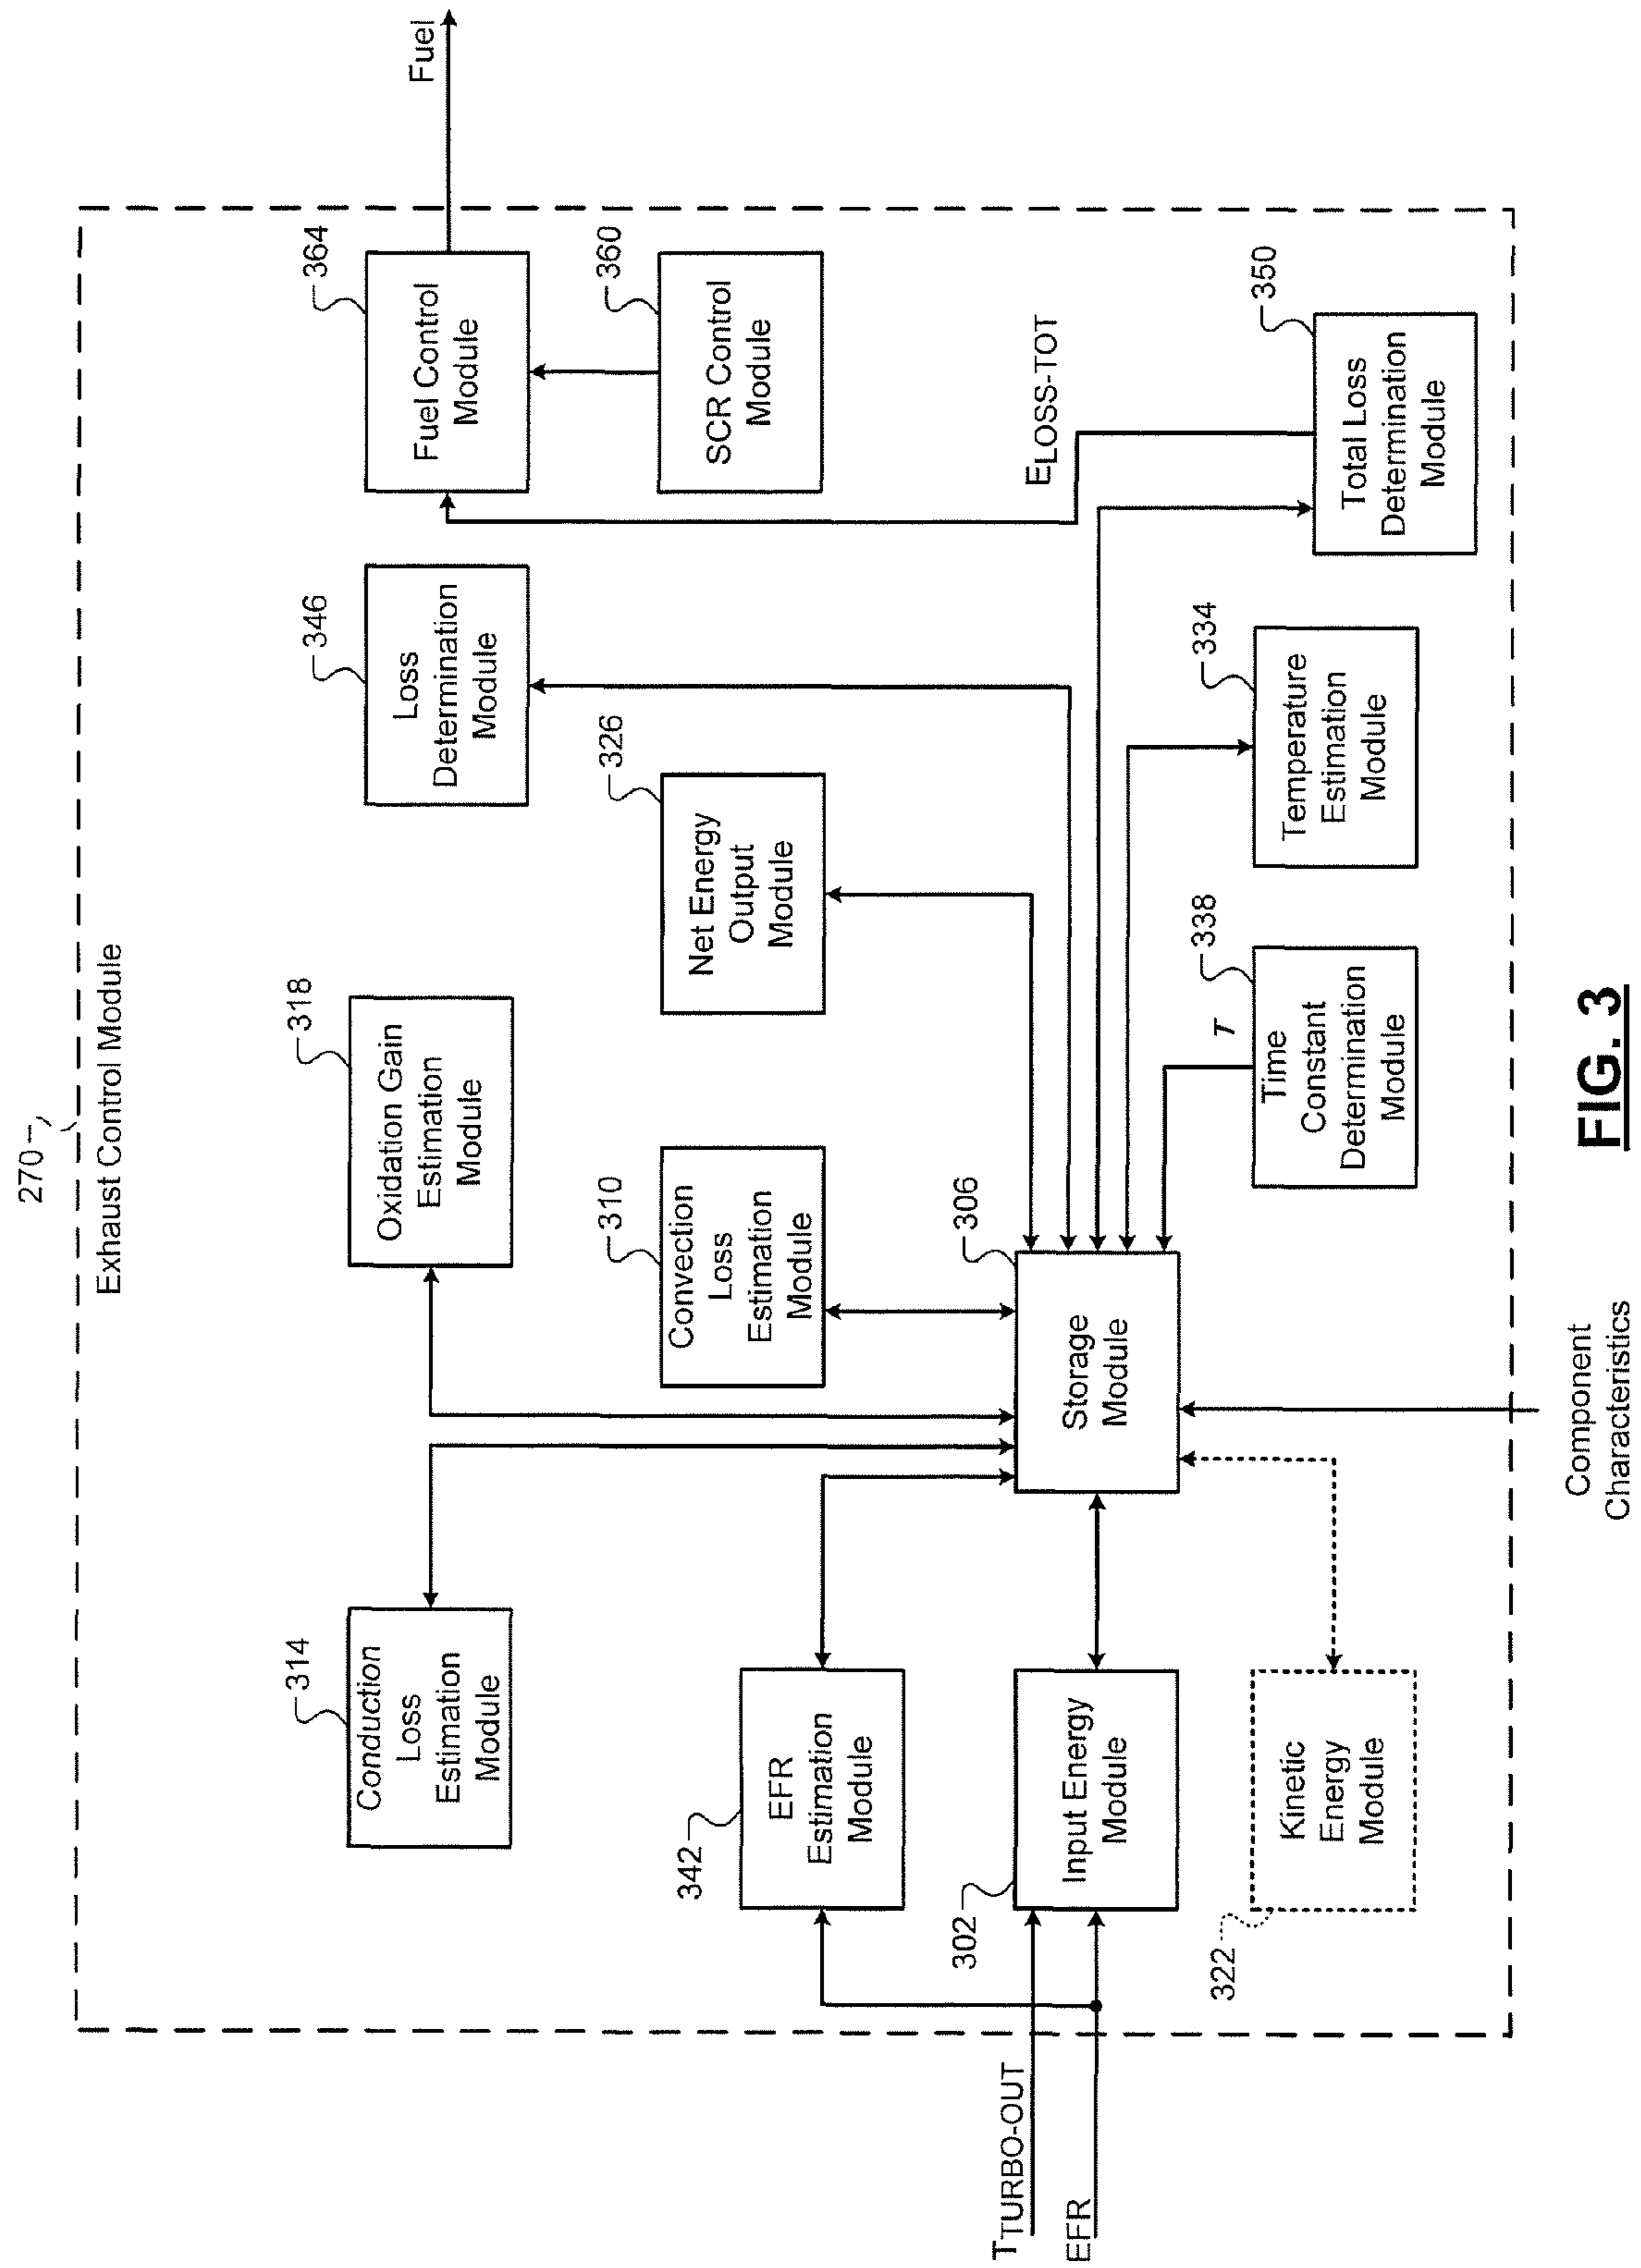 270
Exhaust Control Module
314
Conduction
Loss
Estimation
Module
318
Oxidation Gain
Estimation
Module
346
Loss
Determination
Module
364
Fuel Control
Module
Fuel
342
EFR
Estimation
Module
310
Convection
Loss
Estimation
Module
326
Net Energy
Output
Module
360
SCR Control
Module
TTURBO-OUT
EFR
302
Input Energy
Module
306
Storage
Module
ELOSS-TOT
322
Kinetic
Energy
Module
338
T
Time
Constant
Determination
Module
334
Temperature
Estimation
Module
350
Total Loss
Determination
Module
Component
Characteristics
FIG. 3